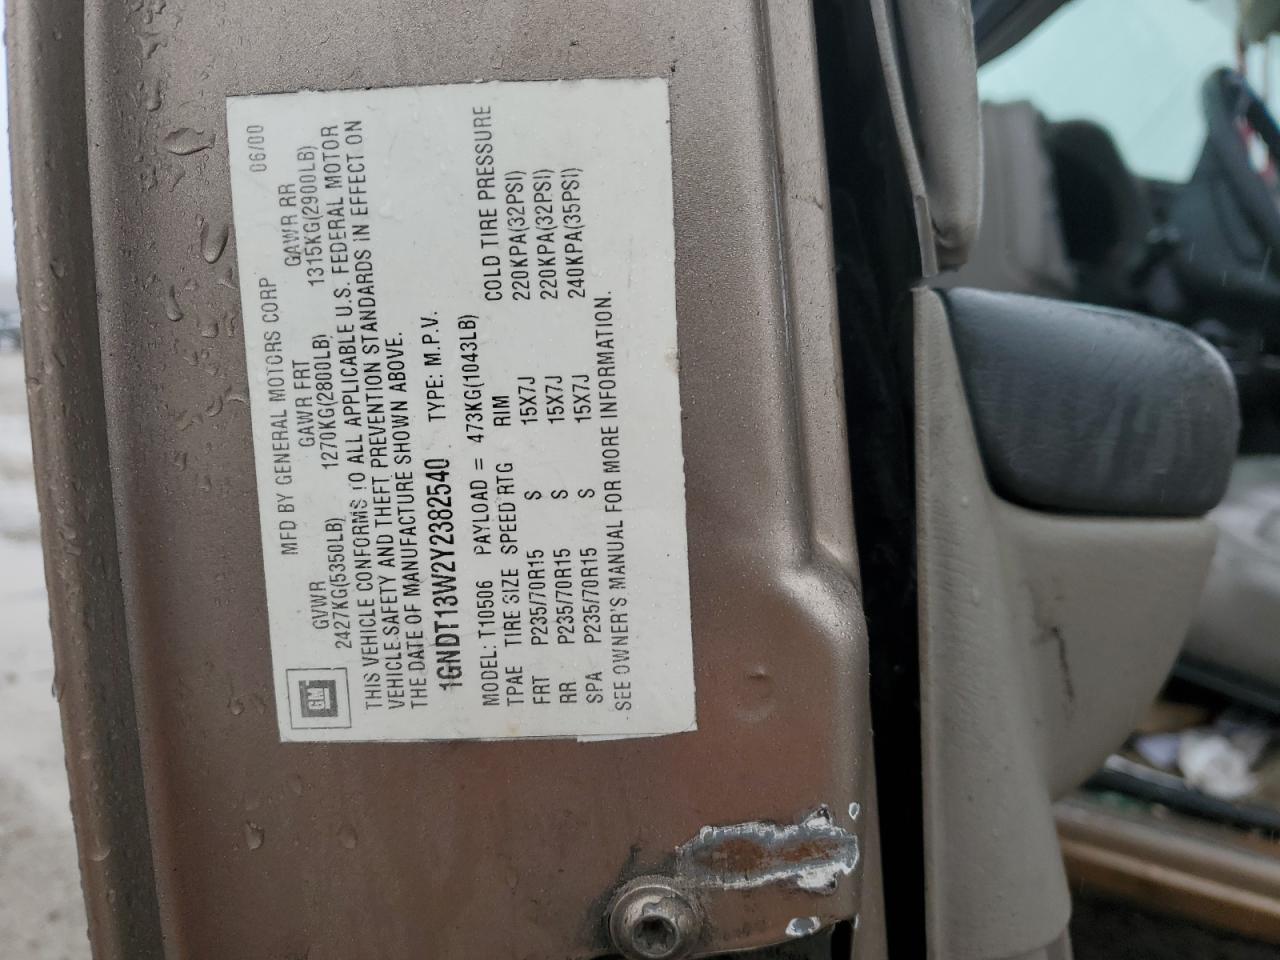 MFD BY GENERAL MOTORS CORP 06/00
GM
GVWR GAWR FRT GAWR RR
2427KG(5350LB) 1270KG(2800LB) 1315KG(2900LB)
THIS VEHICLE CONFORMS TO ALL APPLICABLE U.S. FEDERAL MOTOR
VEHICLE SAFETY AND THEFT PREVENTION STANDARDS IN EFFECT ON
THE DATE OF MANUFACTURE SHOWN ABOVE.
1GNDT13W2Y2382540 TYPE: M.P.V.
MODEL: T10506 PAYLOAD = 473KG(1043LB)
TPAE TIRE SIZE SPEED RTG RIM COLD TIRE PRESSURE
FRT P235/70R15 S 15X7J 220KPA(32PSI)
RR P235/70R15 S 15X7J 220KPA(32PSI)
SPA P235/70R15 S 15X7J 240KPA(35PSI)
SEE OWNER'S MANUAL FOR MORE INFORMATION.